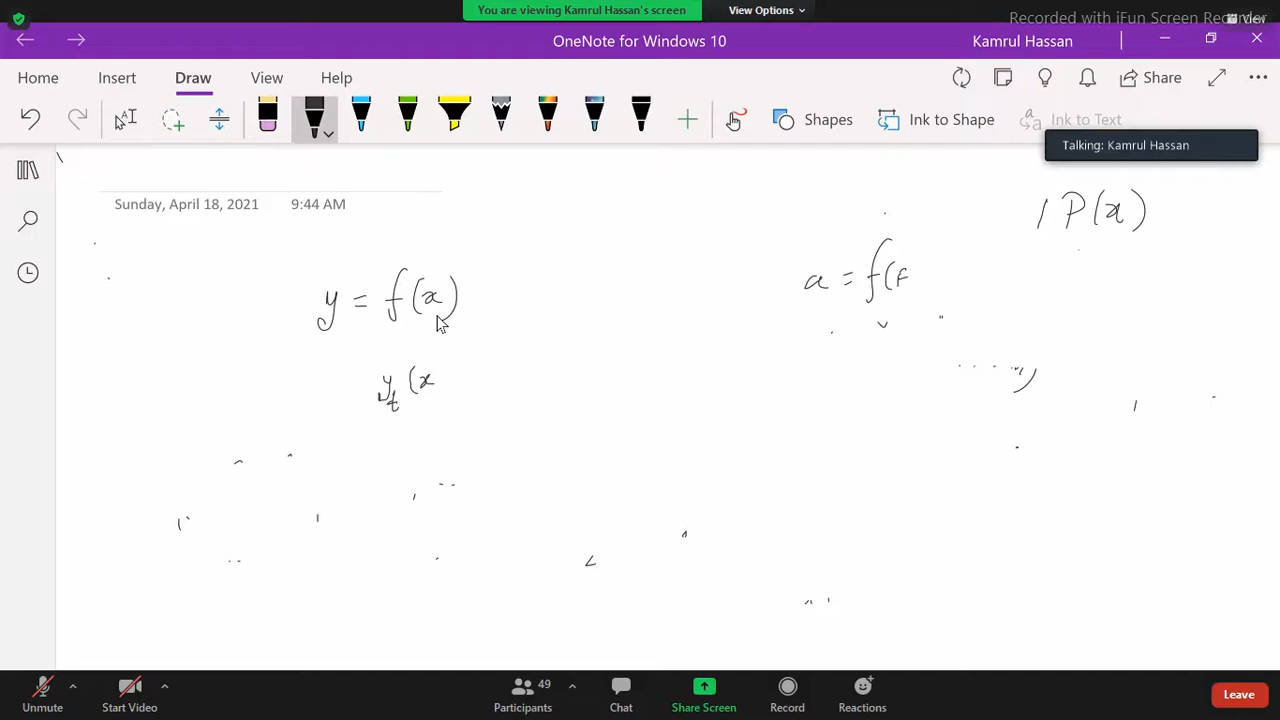 You are viewing Kamrul Hassan's screen
View Options
Recorded with iFun Screen Recorder
View
OneNote for Windows 10
Kamrul Hassan
Home
Insert
Draw
View
Help
Share
Shapes
Ink to Shape
Ink to Text
Talking: Kamrul Hassan
Sunday, April 18, 2021 9:44 AM
P(x)
y = f(x)
a = f(F
y_t (x
Unmute
Start Video
49
Participants
Chat
Share Screen
Record
Reactions
Leave